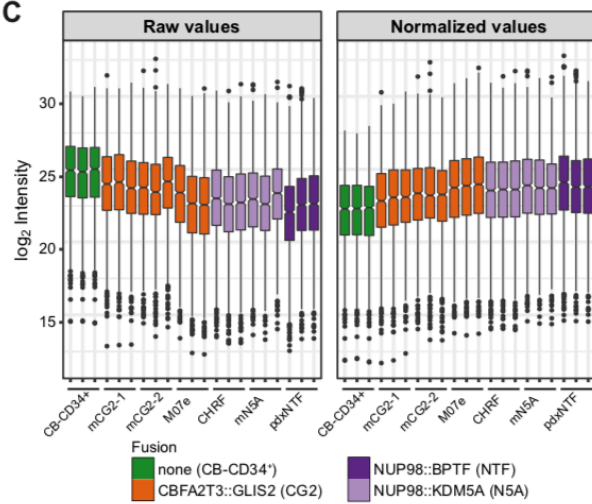 C
Raw values
Normalized values
log₂ Intensity
30
25
20
15
CB-CD34+
mCG2-1
mCG2-2
M07e
CHRF
mN5A
pdxNTF
CB-CD34+
mCG2-1
mCG2-2
M07e
CHRF
mN5A
pdxNTF
Fusion
none (CB-CD34⁺)
CBFA2T3::GLIS2 (CG2)
NUP98::BPTF (NTF)
NUP98::KDM5A (N5A)